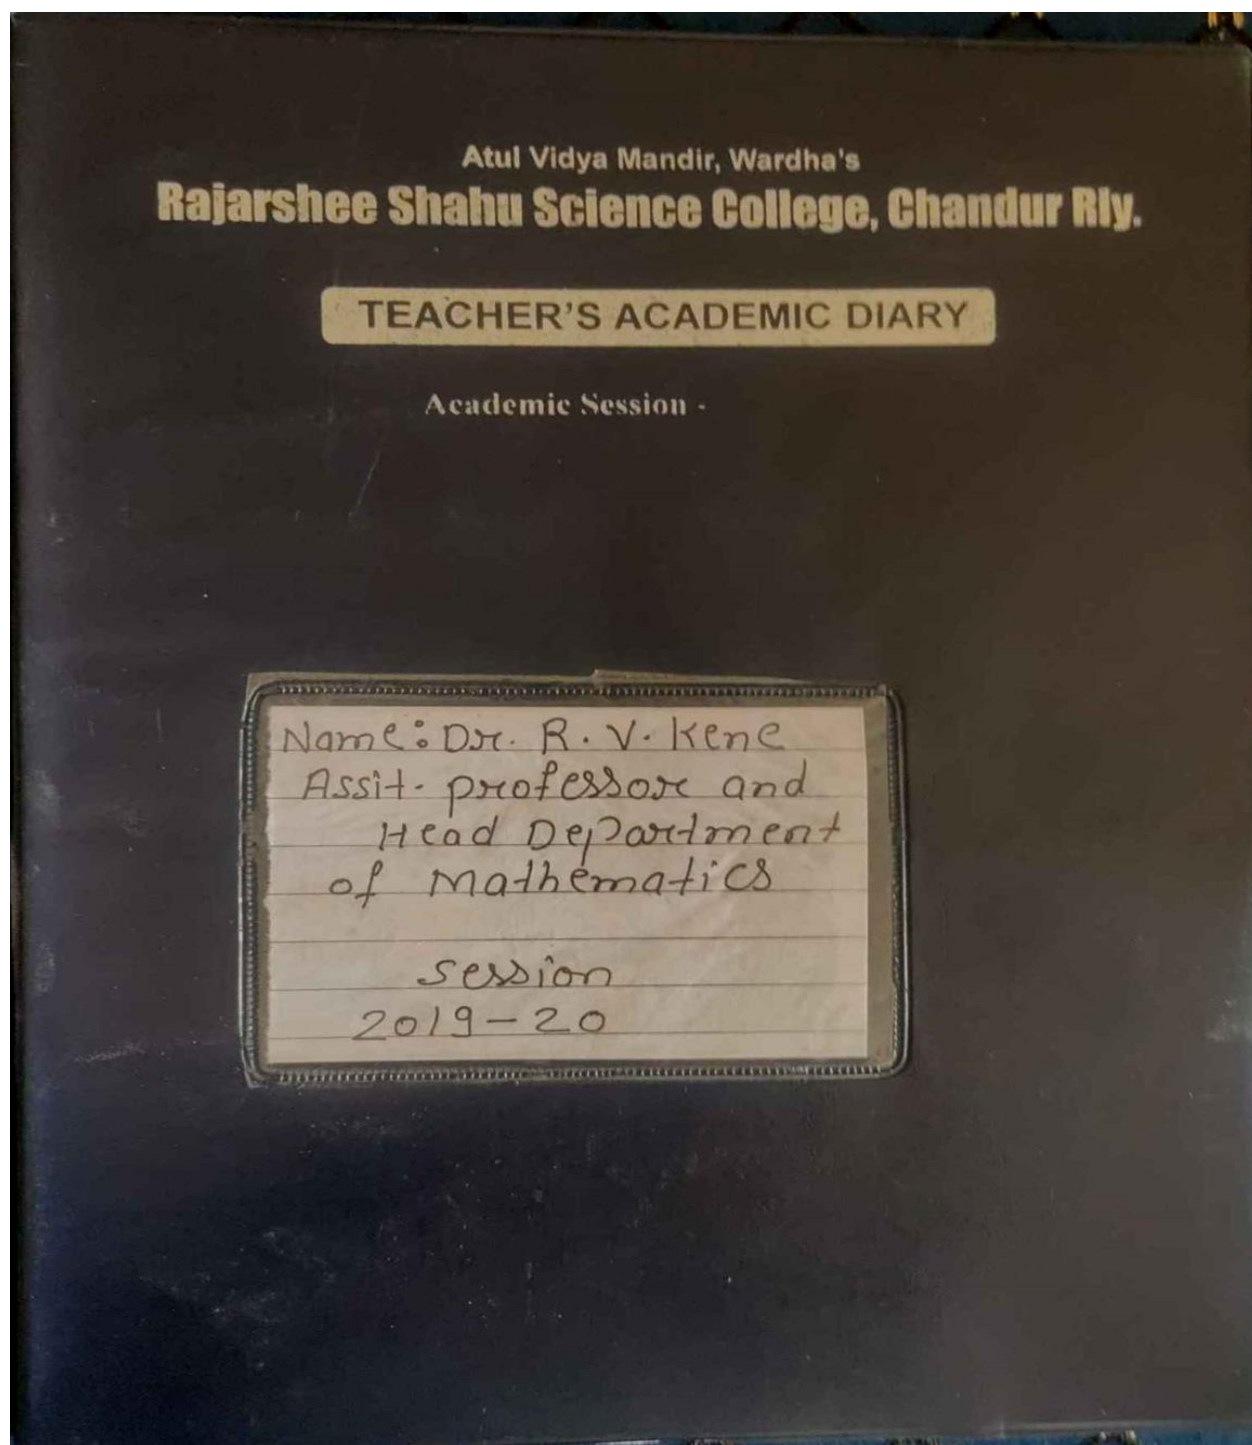 Atul Vidya Mandir, Wardha's
Rajarshee Shahu Science College, Chandur Rly.
TEACHER'S ACADEMIC DIARY
Academic Session -
Name: Dr. R. V. Kene
Assit. professor and
Head Department
of Mathematics
session
2019-20